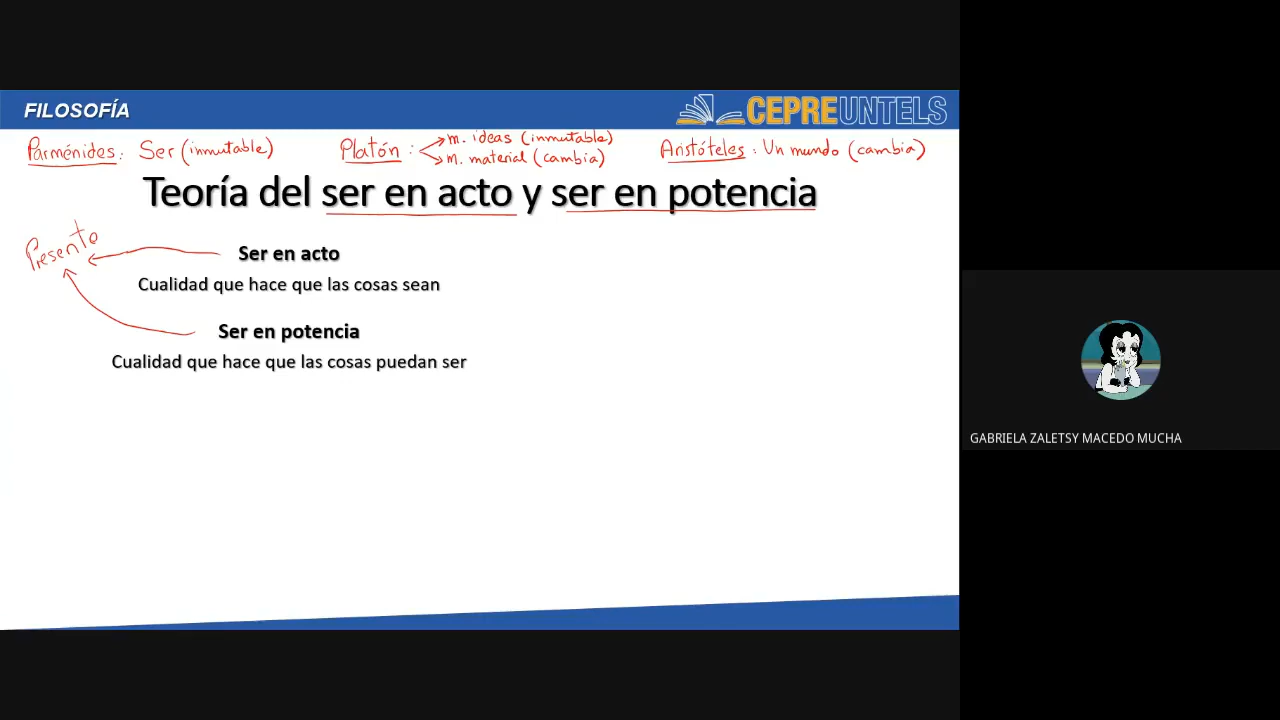 FILOSOFÍA
CEPREUNTELS
Parménides: Ser (inmutable)
Platón: m. ideas (inmutable)
m. material (cambia)
Aristóteles: Un mundo (cambia)
Teoría del ser en acto y ser en potencia
Presente
Ser en acto
Cualidad que hace que las cosas sean
Ser en potencia
Cualidad que hace que las cosas puedan ser
GABRIELA ZALETSY MACEDO MUCHA